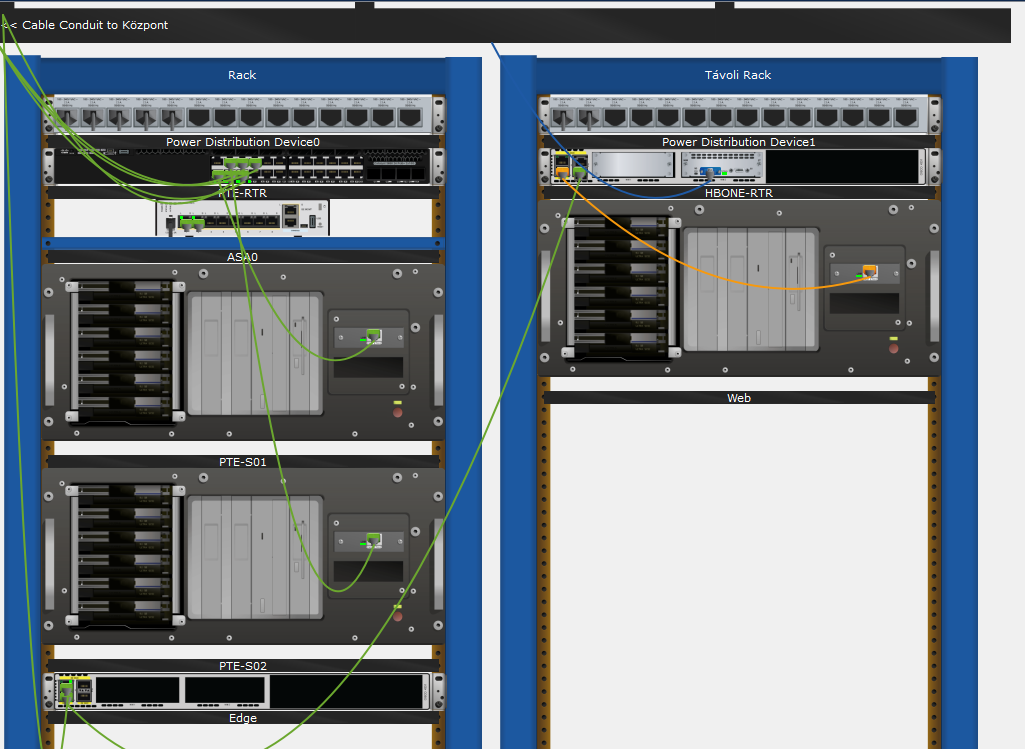 << Cable Conduit to Központ
Rack
Távoli Rack
Power Distribution Device0
Power Distribution Device1
PTE-RTR
HBONE-RTR
ASA0
Web
PTE-S01
PTE-S02
Edge